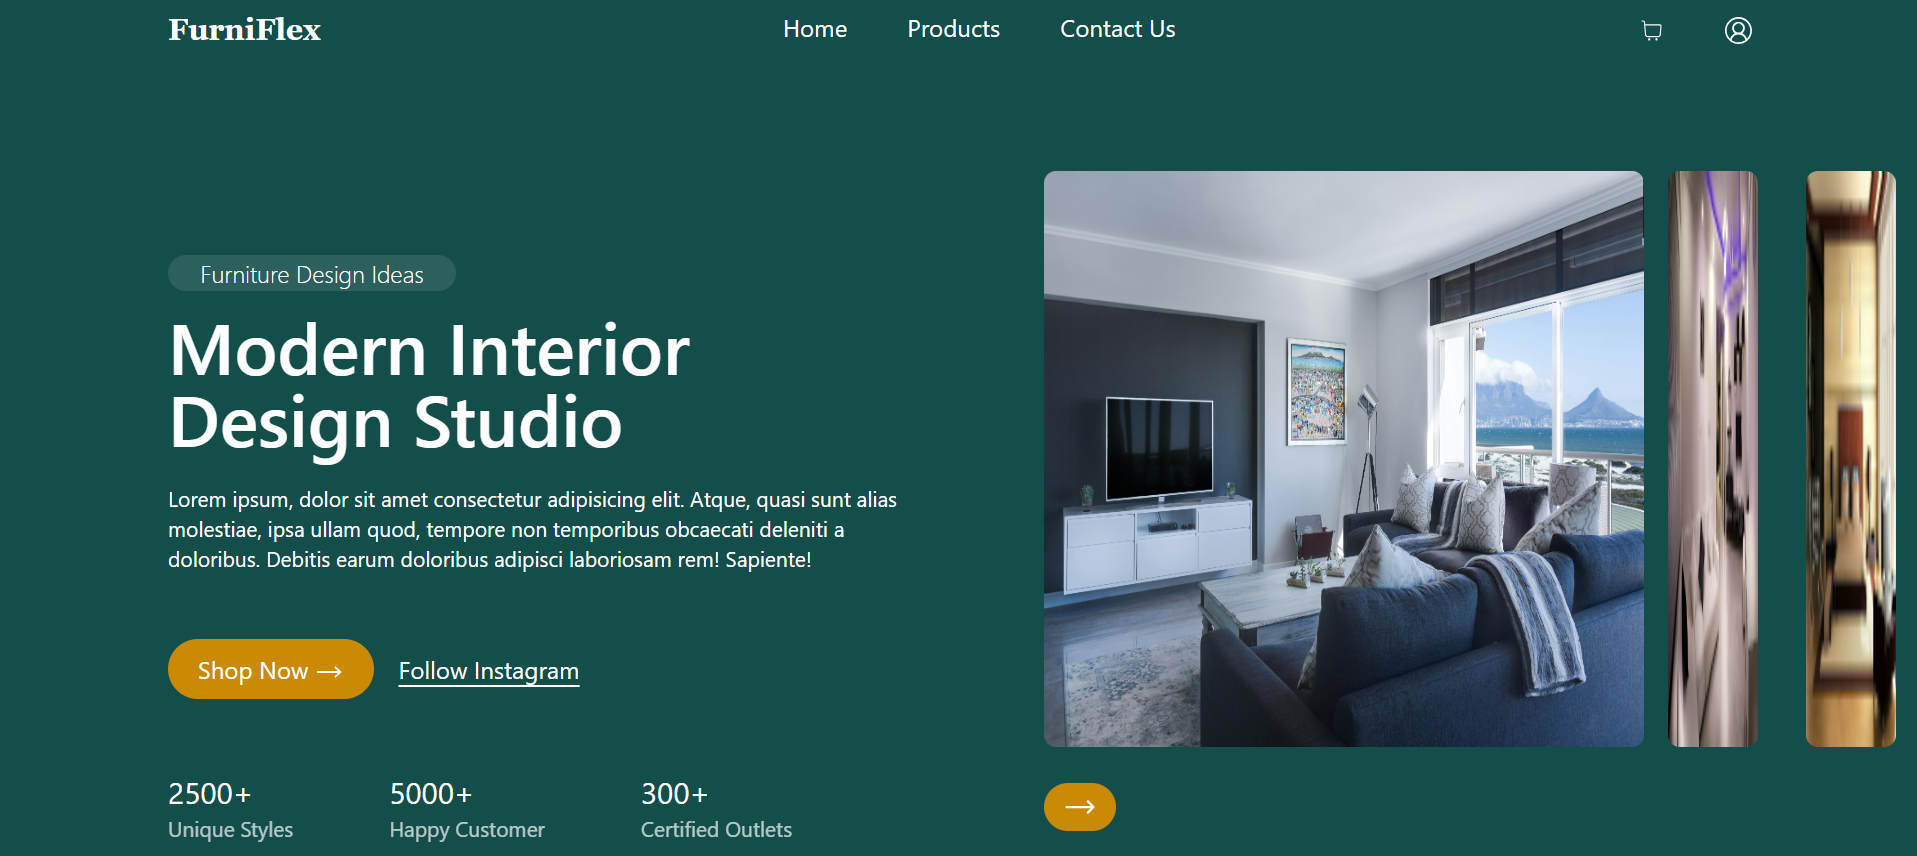 FurniFlex
Home
Products
Contact Us
Furniture Design Ideas
Modern Interior
Design Studio
Lorem ipsum, dolor sit amet consectetur adipisicing elit. Atque, quasi sunt alias
molestiae, ipsa ullam quod, tempore non temporibus obcaecati deleniti a
doloribus. Debitis earum doloribus adipisci laboriosam rem! Sapiente!
Shop Now →
Follow Instagram
2500+
Unique Styles
5000+
Happy Customer
300+
Certified Outlets